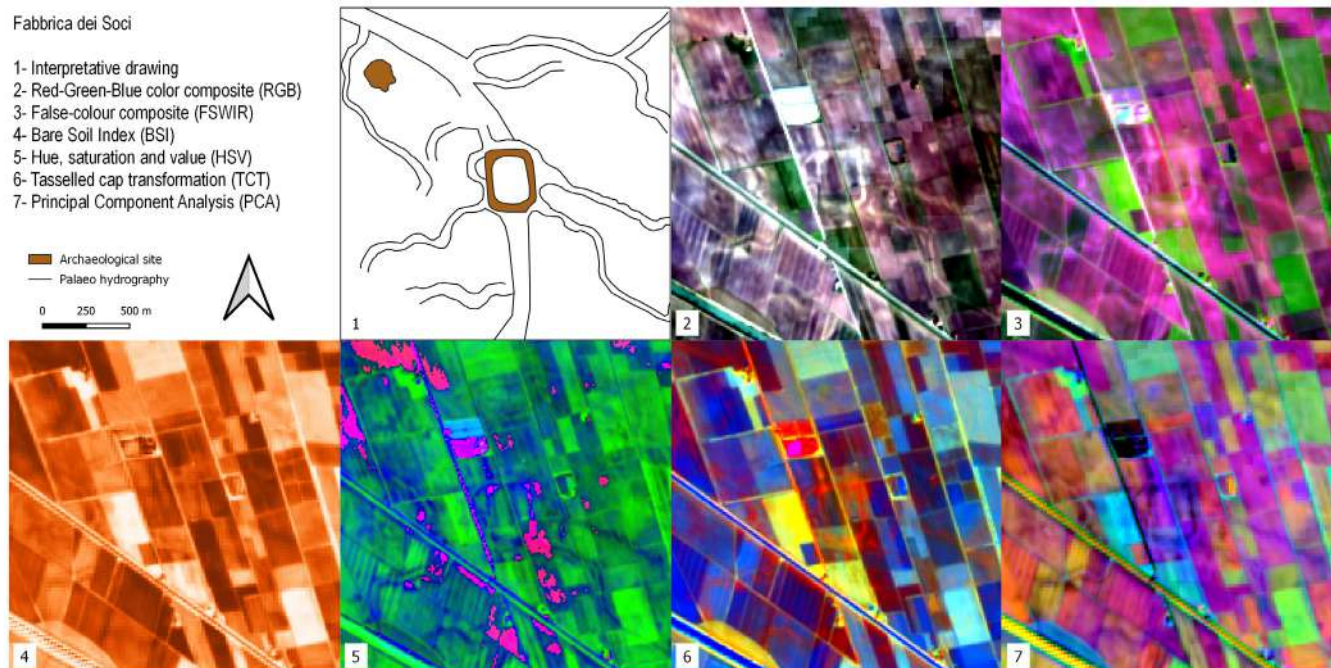 Fabbrica dei Soci
1- Interpretative drawing
2- Red-Green-Blue color composite (RGB)
3- False-colour composite (FSWIR)
4- Bare Soil Index (BSI)
5- Hue, saturation and value (HSV)
6- Tasselled cap transformation (TCT)
7- Principal Component Analysis (PCA)
Archaeological site
Palaeo hydrography
0 250 500 m
1
2
3
4
5
6
7